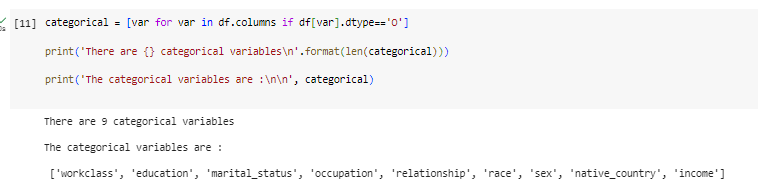 [11] categorical = [var for var in df.columns if df[var].dtype=='O']
print('There are {} categorical variables\n'.format(len(categorical)))
print('The categorical variables are :\n\n', categorical)
There are 9 categorical variables
The categorical variables are :
['workclass', 'education', 'marital_status', 'occupation', 'relationship', 'race', 'sex', 'native_country', 'income']